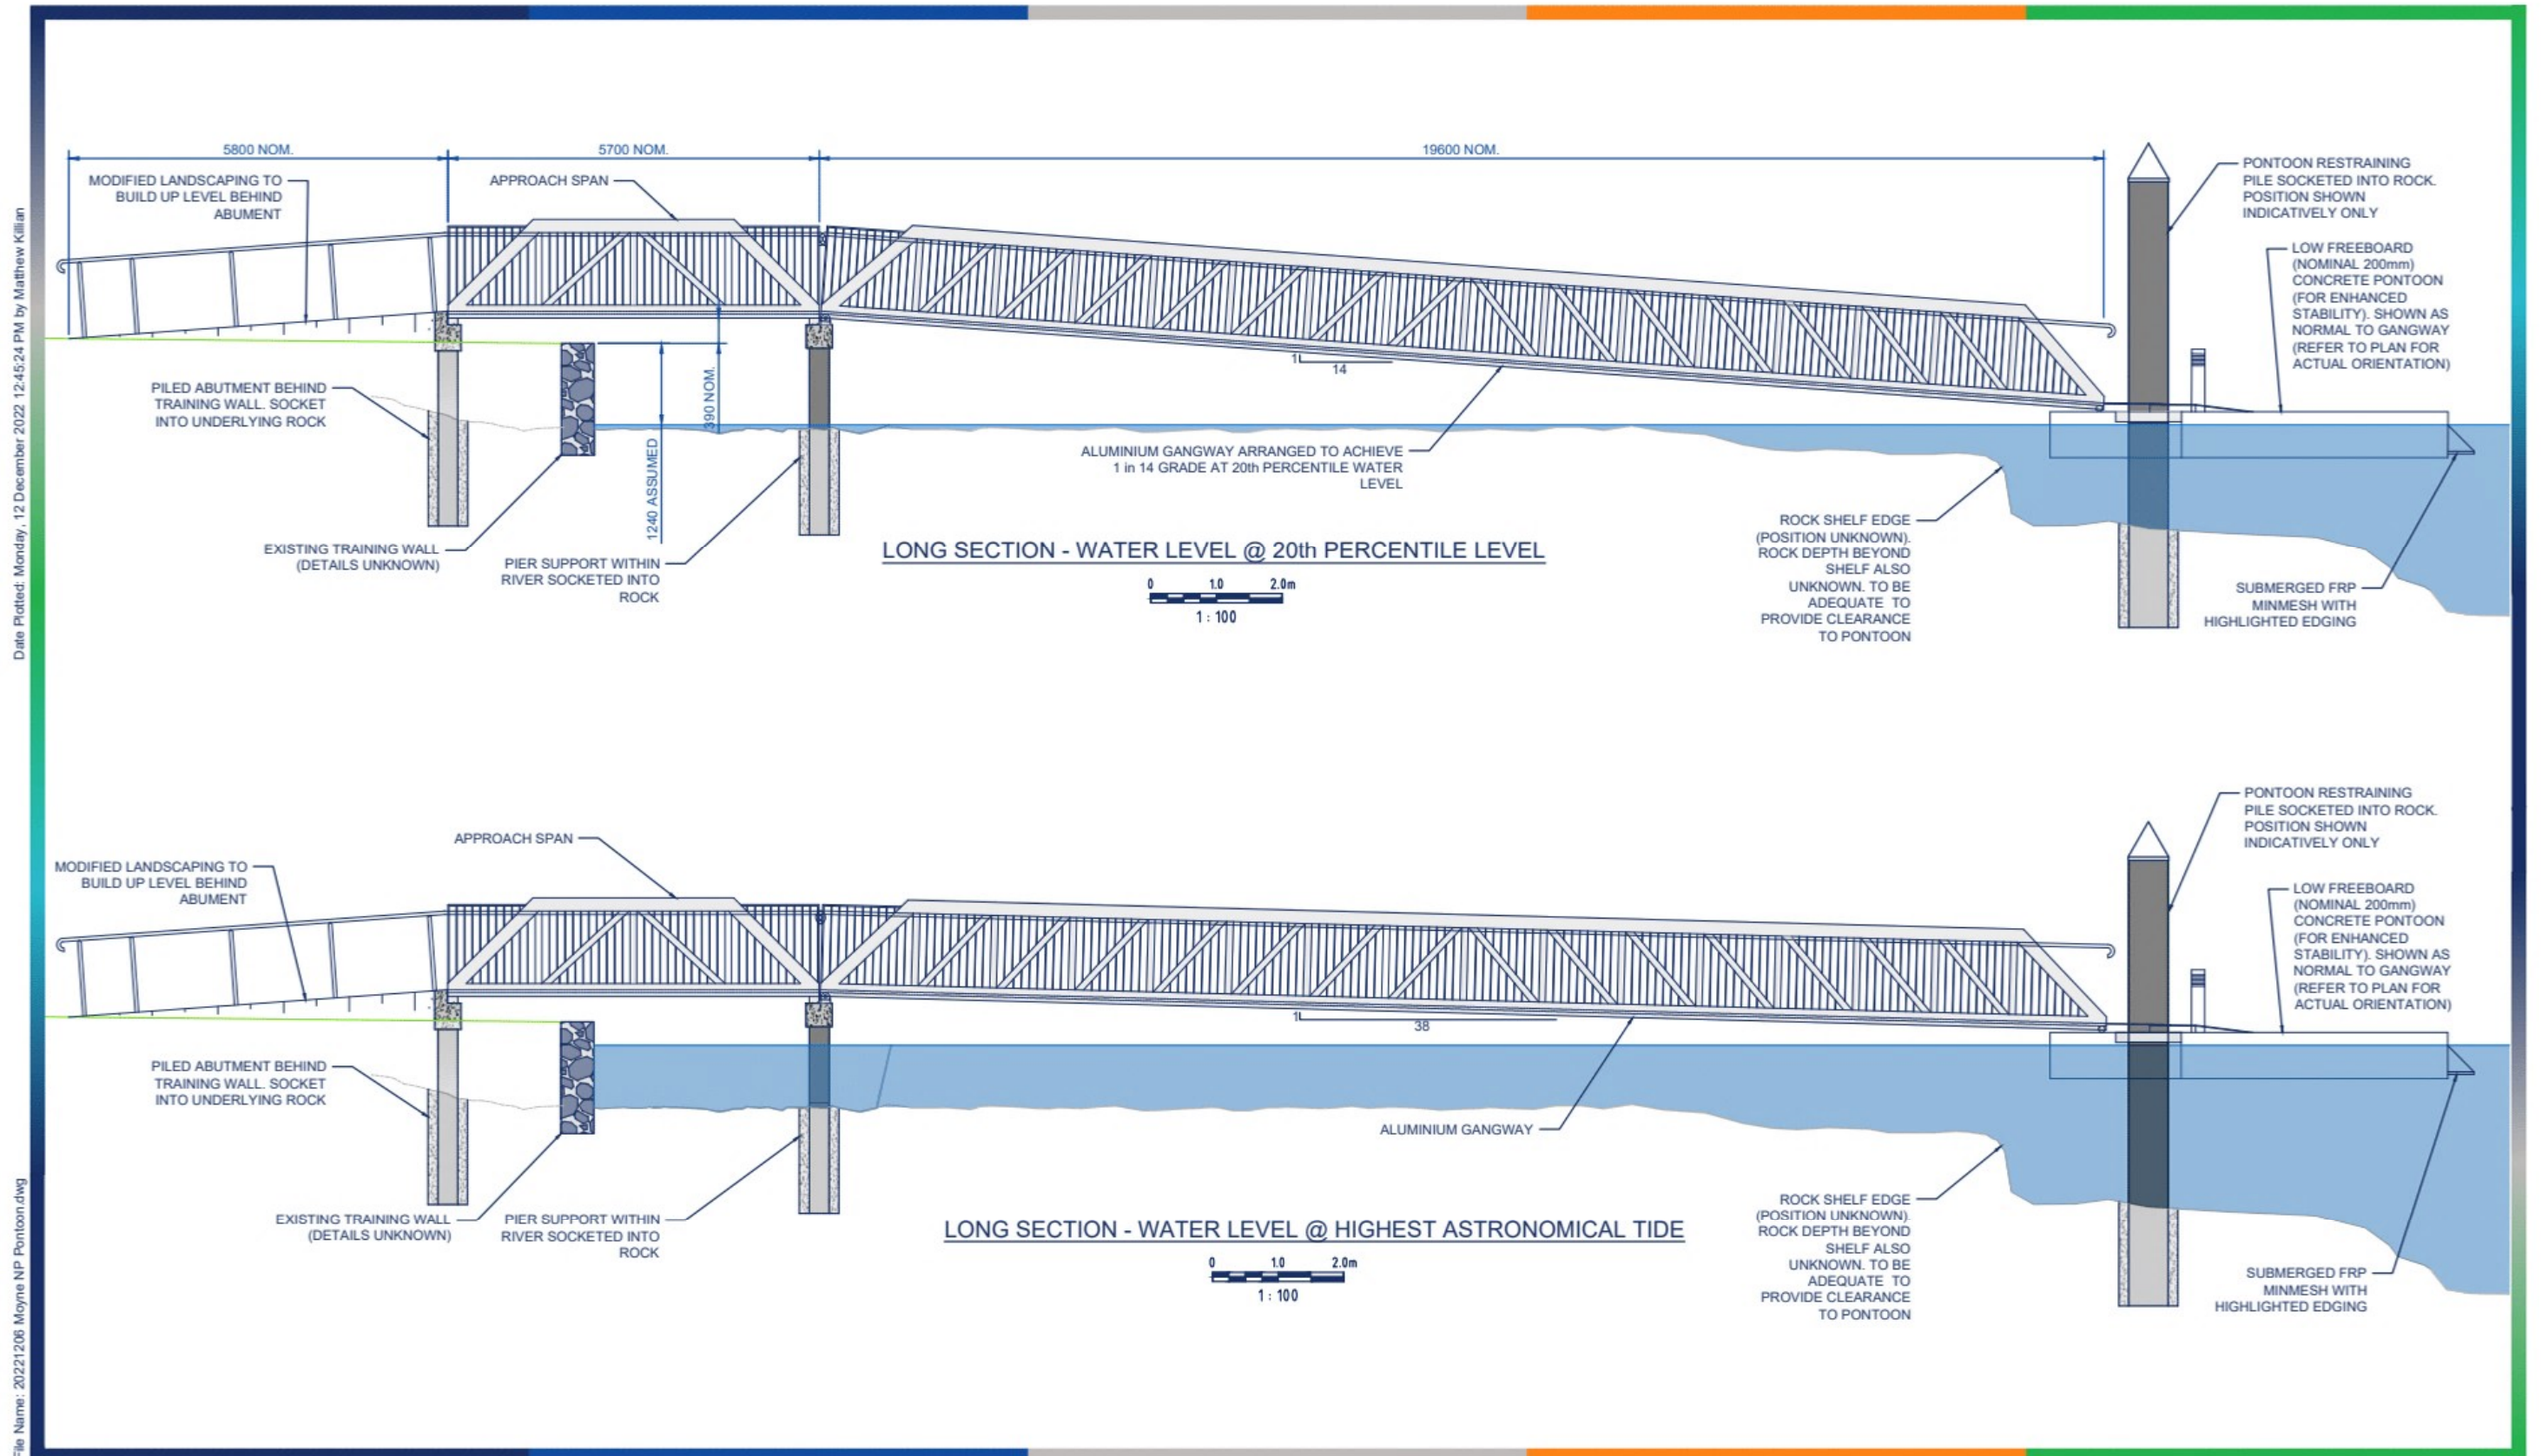 Date Plotted: Monday, 12 December 2022 12:45:24 PM by Matthew Killian
File Name: 20221206 Moyne NP Pontoon.dwg
5800 NOM.
5700 NOM.
19600 NOM.
MODIFIED LANDSCAPING TO
BUILD UP LEVEL BEHIND
ABUMENT
APPROACH SPAN
PONTOON RESTRAINING
PILE SOCKETED INTO ROCK.
POSITION SHOWN
INDICATIVELY ONLY
LOW FREEBOARD
(NOMINAL 200mm)
CONCRETE PONTOON
(FOR ENHANCED
STABILITY). SHOWN AS
NORMAL TO GANGWAY
(REFER TO PLAN FOR
ACTUAL ORIENTATION)
1
14
PILED ABUTMENT BEHIND
TRAINING WALL. SOCKET
INTO UNDERLYING ROCK
390 NOM.
1240 ASSUMED
ALUMINIUM GANGWAY ARRANGED TO ACHIEVE
1 in 14 GRADE AT 20th PERCENTILE WATER
LEVEL
EXISTING TRAINING WALL
(DETAILS UNKNOWN)
PIER SUPPORT WITHIN
RIVER SOCKETED INTO
ROCK
ROCK SHELF EDGE
(POSITION UNKNOWN).
ROCK DEPTH BEYOND
SHELF ALSO
UNKNOWN. TO BE
ADEQUATE TO
PROVIDE CLEARANCE
TO PONTOON
SUBMERGED FRP
MINMESH WITH
HIGHLIGHTED EDGING
LONG SECTION - WATER LEVEL @ 20th PERCENTILE LEVEL
0 1.0 2.0m
1 : 100
APPROACH SPAN
MODIFIED LANDSCAPING TO
BUILD UP LEVEL BEHIND
ABUMENT
PONTOON RESTRAINING
PILE SOCKETED INTO ROCK.
POSITION SHOWN
INDICATIVELY ONLY
LOW FREEBOARD
(NOMINAL 200mm)
CONCRETE PONTOON
(FOR ENHANCED
STABILITY). SHOWN AS
NORMAL TO GANGWAY
(REFER TO PLAN FOR
ACTUAL ORIENTATION)
1
38
PILED ABUTMENT BEHIND
TRAINING WALL. SOCKET
INTO UNDERLYING ROCK
ALUMINIUM GANGWAY
EXISTING TRAINING WALL
(DETAILS UNKNOWN)
PIER SUPPORT WITHIN
RIVER SOCKETED INTO
ROCK
ROCK SHELF EDGE
(POSITION UNKNOWN).
ROCK DEPTH BEYOND
SHELF ALSO
UNKNOWN. TO BE
ADEQUATE TO
PROVIDE CLEARANCE
TO PONTOON
SUBMERGED FRP
MINMESH WITH
HIGHLIGHTED EDGING
LONG SECTION - WATER LEVEL @ HIGHEST ASTRONOMICAL TIDE
0 1.0 2.0m
1 : 100